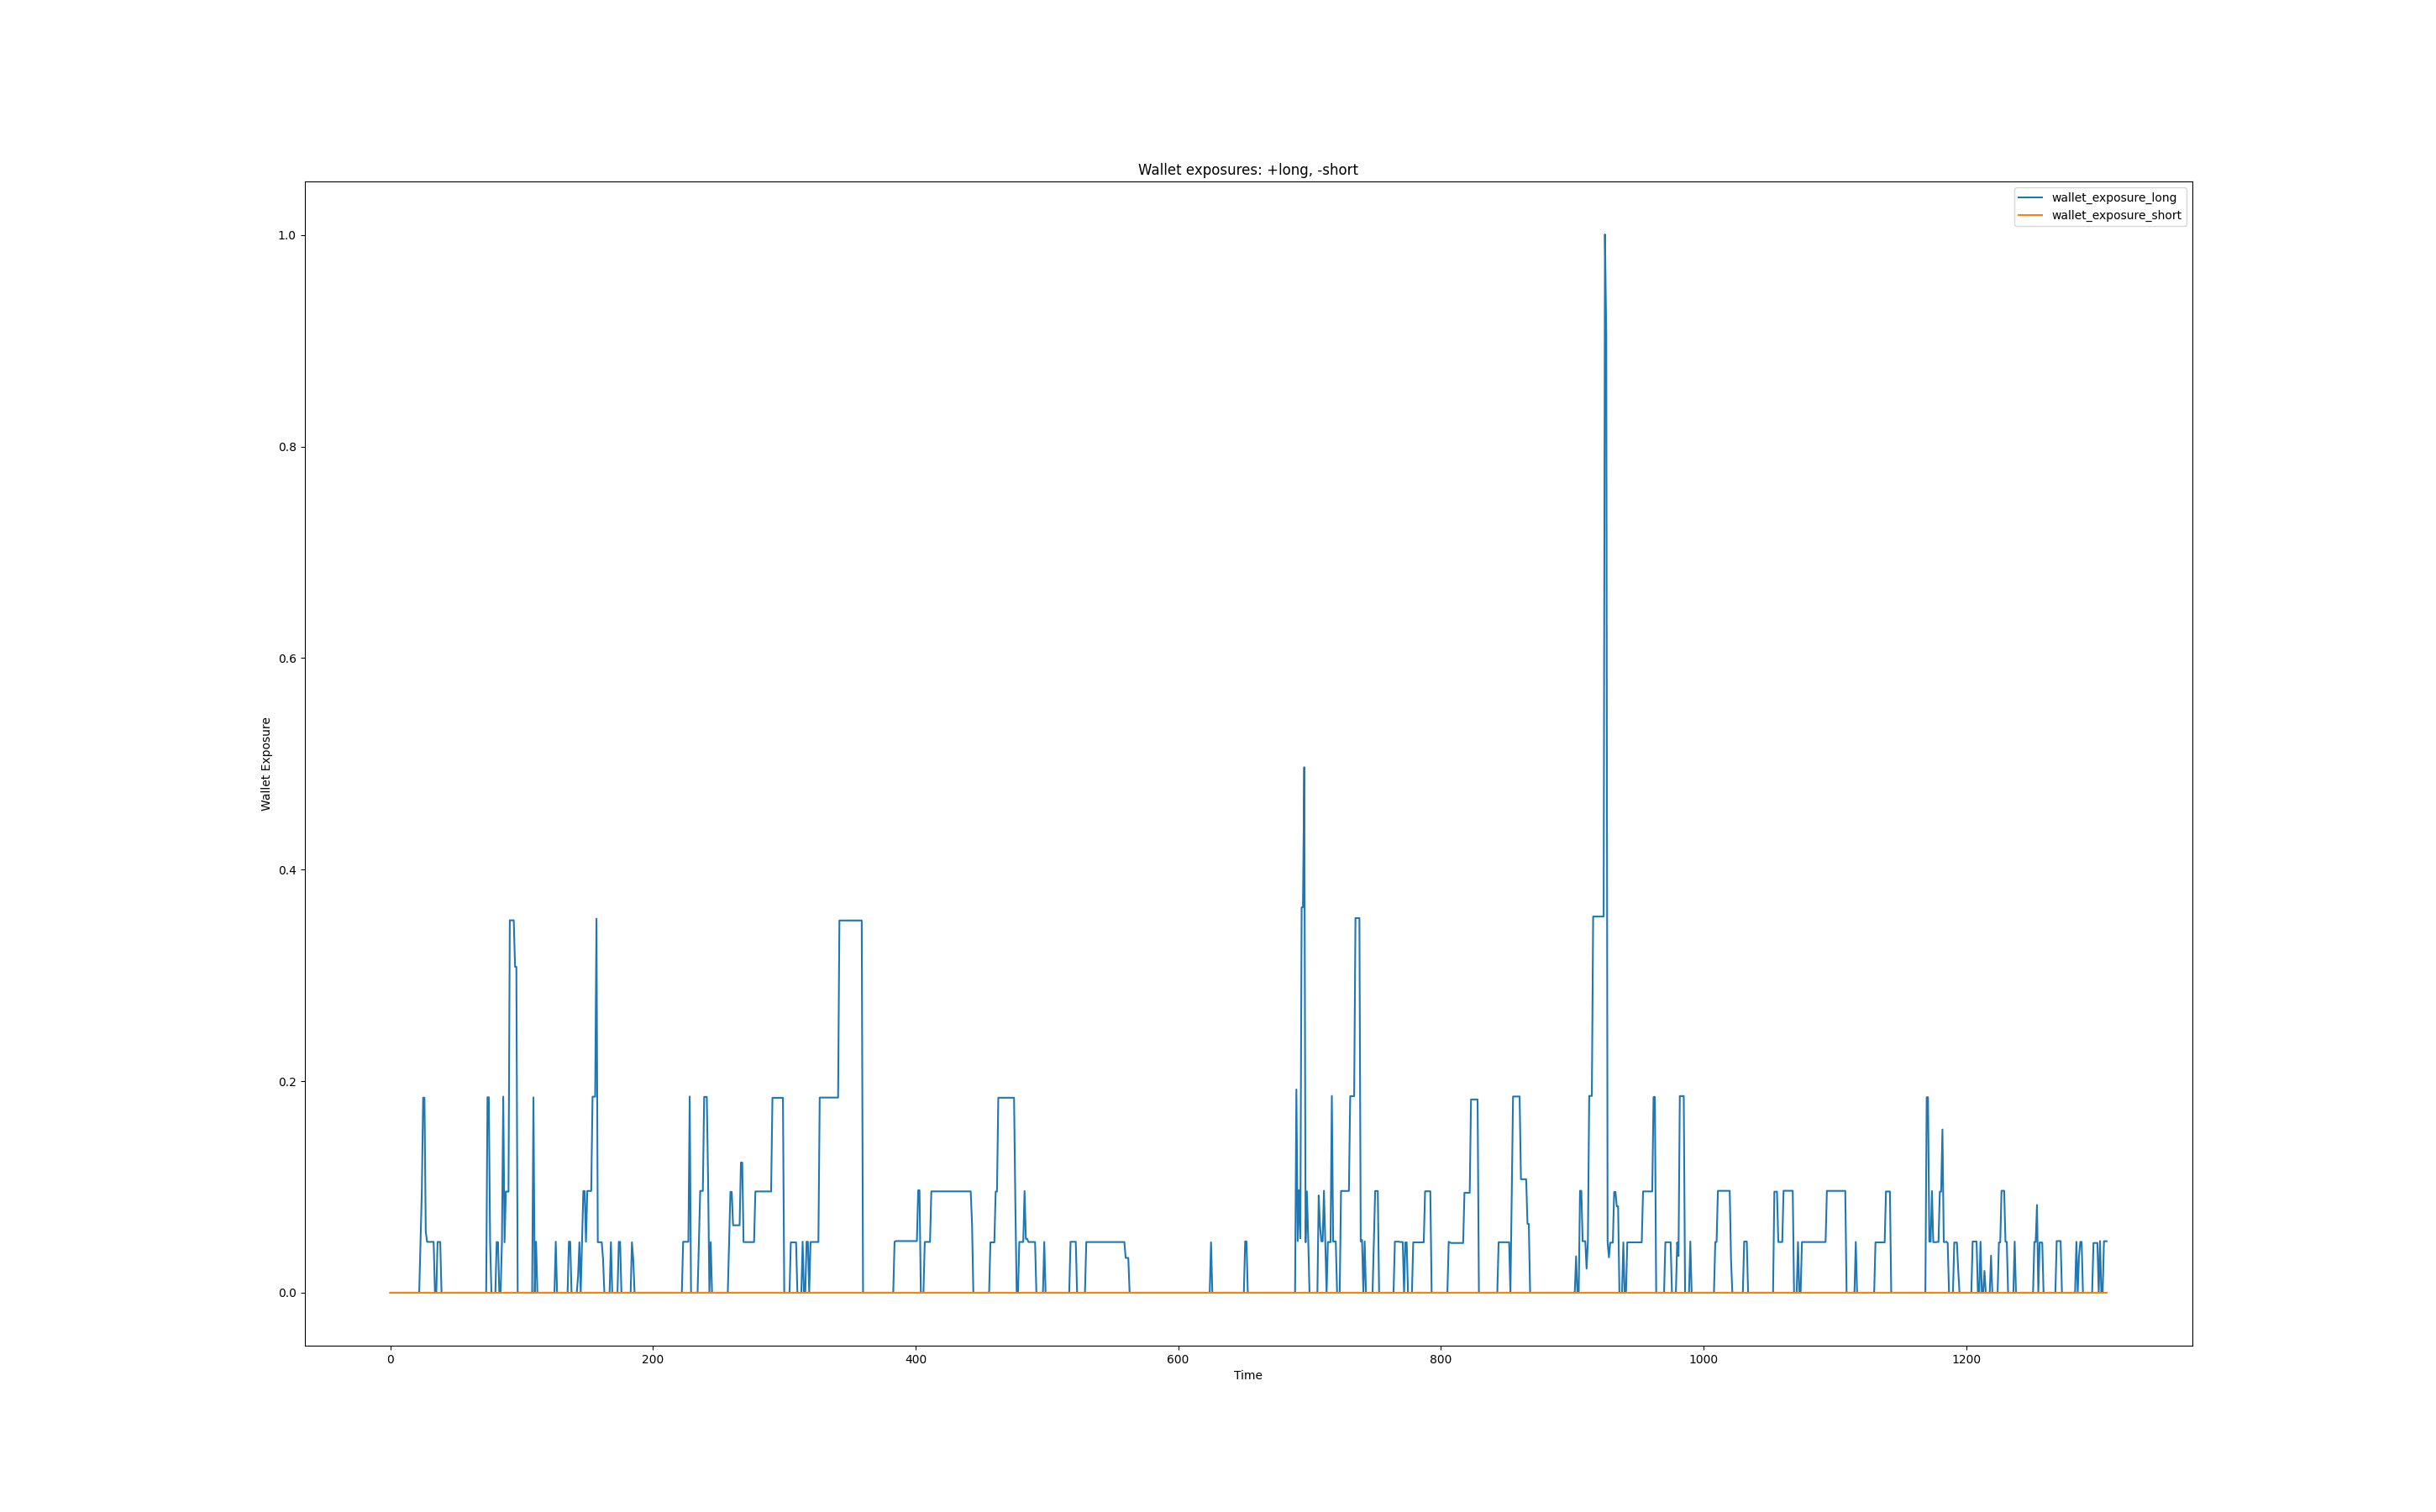 Wallet exposures: +long, -short
wallet_exposure_long
wallet_exposure_short
1.0
0.8
0.6
0.4
0.2
0.0
Wallet Exposure
0 200 400 600 800 1000 1200
Time